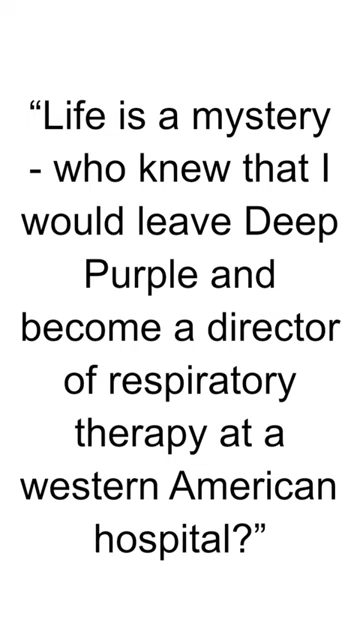 “Life is a mystery
- who knew that I
would leave Deep
Purple and
become a director
of respiratory
therapy at a
western American
hospital?”